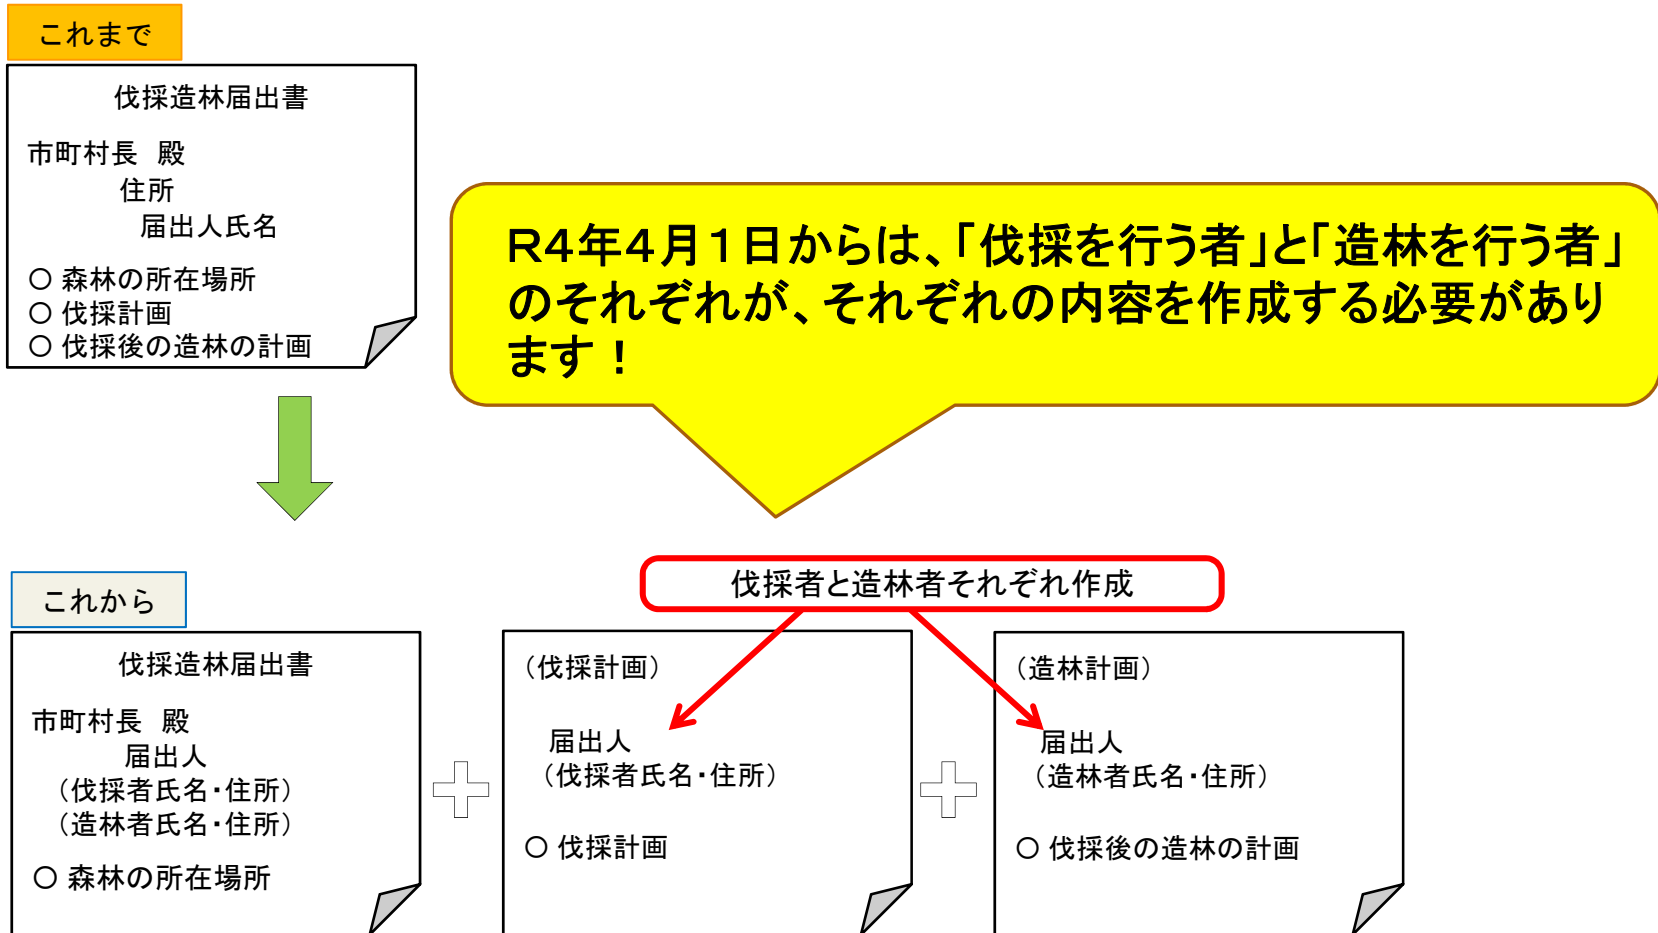 これまで
伐採造林届出書
市町村長　殿
住所
届出人氏名
○ 森林の所在場所
○ 伐採計画
○ 伐採後の造林の計画
R4年４月１日からは、「伐採を行う者」と「造林を行う者」
のそれぞれが、それぞれの内容を作成する必要があり
ます！
これから
伐採者と造林者それぞれ作成
伐採造林届出書
市町村長　殿
届出人
（伐採者氏名・住所）
（造林者氏名・住所）
○ 森林の所在場所
（伐採計画）
届出人
（伐採者氏名・住所）
○ 伐採計画
（造林計画）
届出人
（造林者氏名・住所）
○ 伐採後の造林の計画